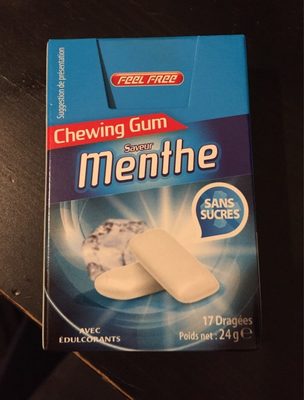 Suggestion de présentation
FEEL FREE
Chewing Gum
Saveur
Menthe
SANS
SUCRES
17 Dragées
Poids net : 24 g ℮
AVEC
ÉDULCORANTS